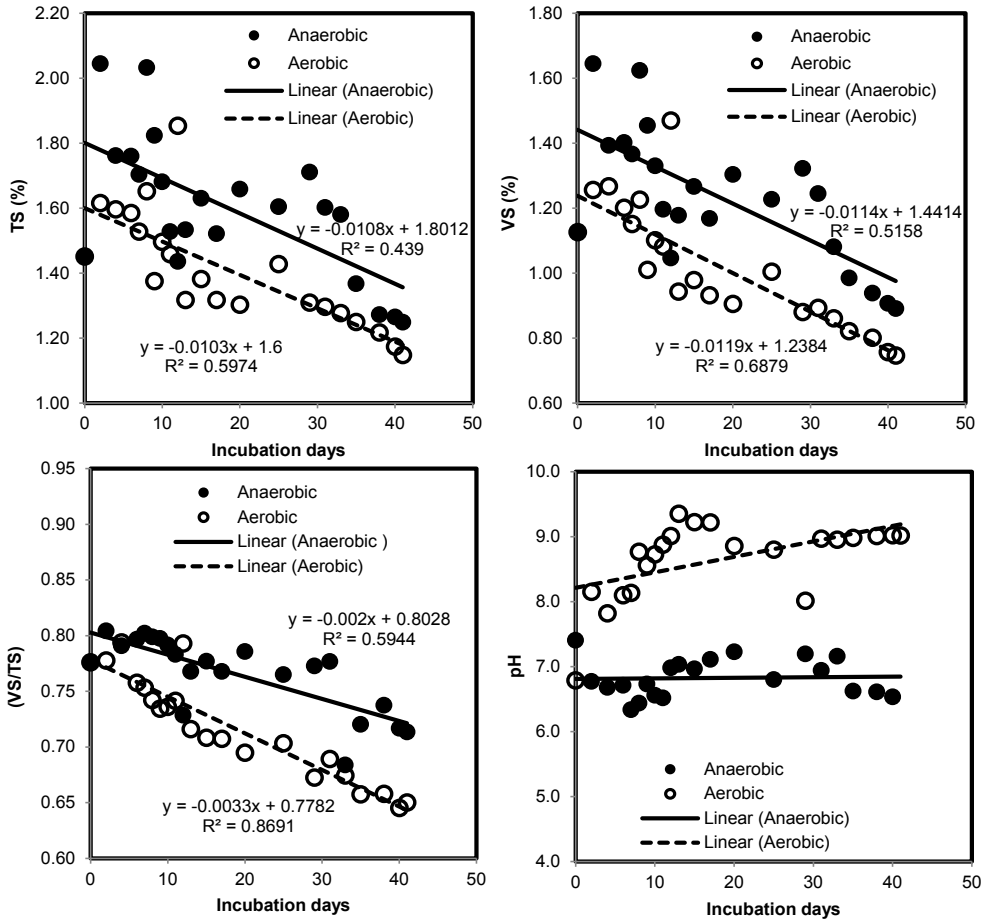 2.20
2.00
1.80
1.60
1.40
1.20
1.00
TS (%)
Anaerobic
Aerobic
Linear (Anaerobic)
Linear (Aerobic)
y = -0.0108x + 1.8012
R² = 0.439
y = -0.0103x + 1.6
R² = 0.5974
0 10 20 30 40 50
Incubation days
1.80
1.60
1.40
1.20
1.00
0.80
0.60
VS (%)
Anaerobic
Aerobic
Linear (Anaerobic)
Linear (Aerobic)
y = -0.0114x + 1.4414
R² = 0.5158
y = -0.0119x + 1.2384
R² = 0.6879
0 10 20 30 40 50
Incubation days
0.95
0.90
0.85
0.80
0.75
0.70
0.65
0.60
(VS/TS)
Anaerobic
Aerobic
Linear (Anaerobic )
Linear (Aerobic)
y = -0.002x + 0.8028
R² = 0.5944
y = -0.0033x + 0.7782
R² = 0.8691
0 10 20 30 40 50
Incubation days
10.0
9.0
8.0
7.0
6.0
5.0
4.0
pH
Anaerobic
Aerobic
Linear (Anaerobic)
Linear (Aerobic)
0 10 20 30 40 50
Incubation days